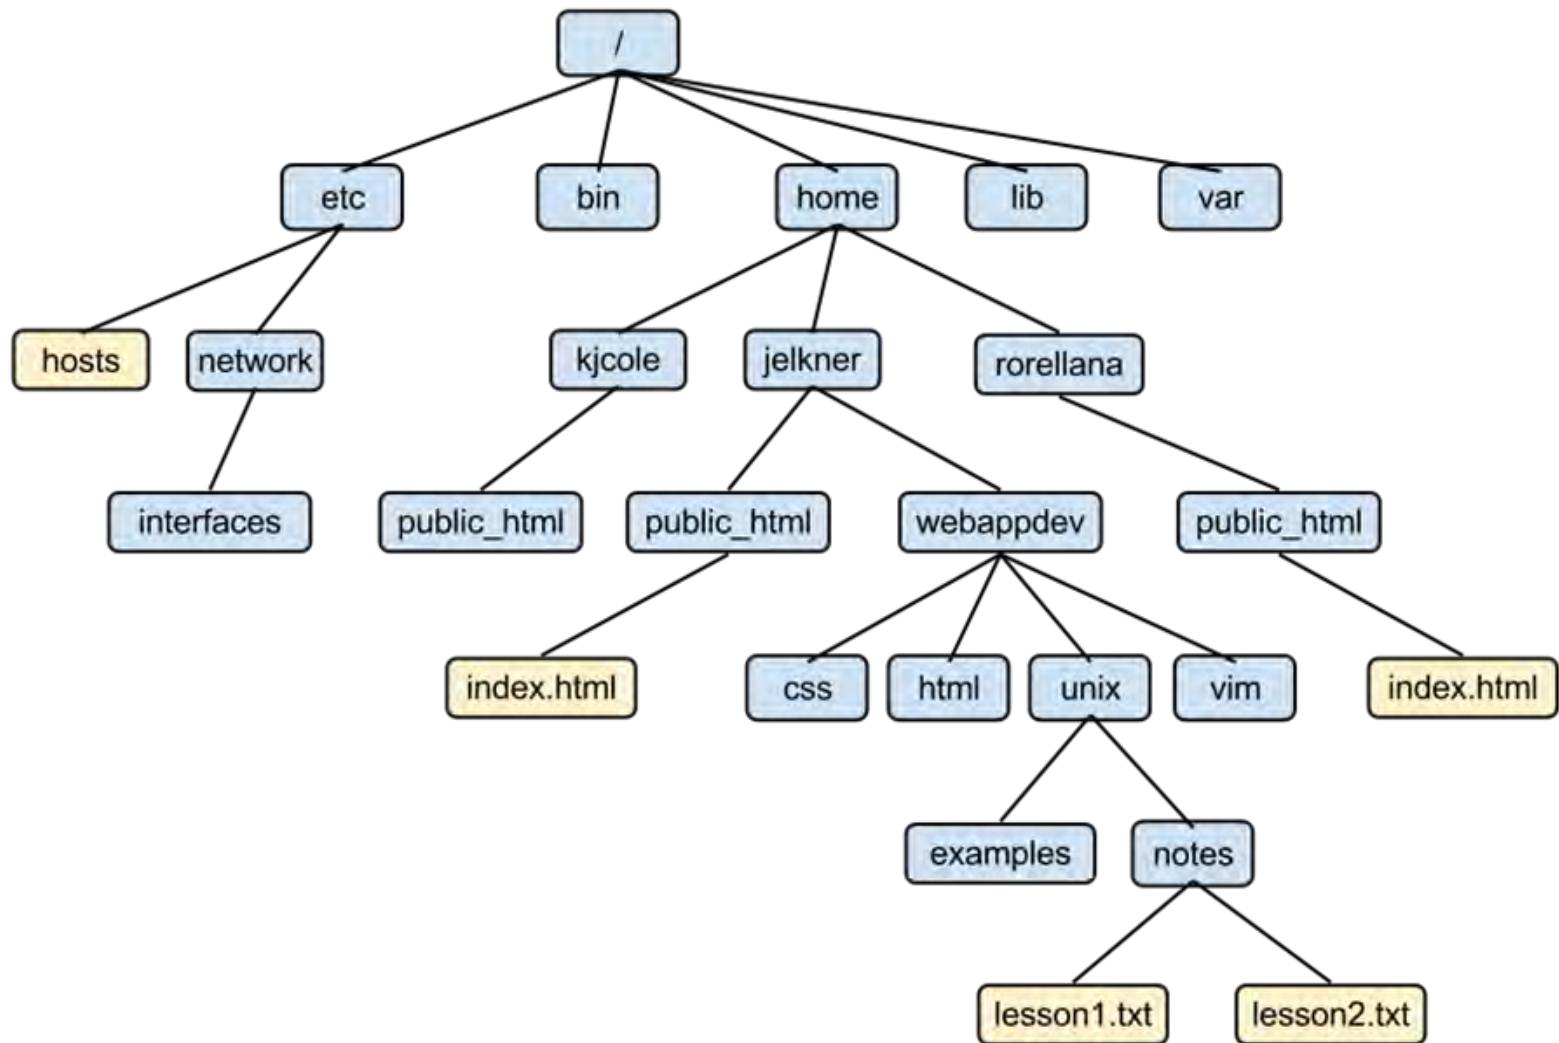 /
etc
bin
home
lib
var
hosts
network
kjcole
jelkner
rorellana
interfaces
public_html
public_html
webappdev
public_html
index.html
css
html
unix
vim
index.html
examples
notes
lesson1.txt
lesson2.txt